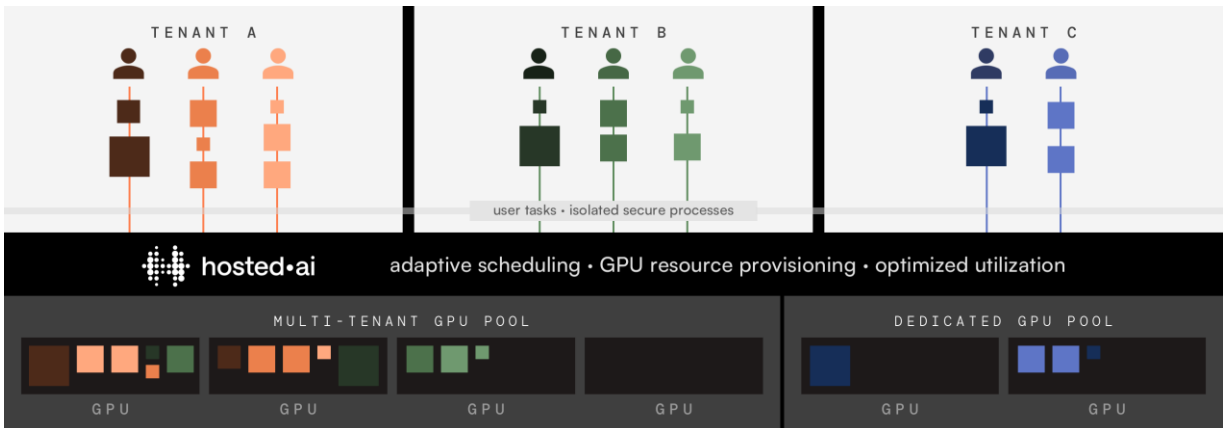 TENANT A
TENANT B
TENANT C
user tasks · isolated secure processes
hosted•ai
adaptive scheduling · GPU resource provisioning · optimized utilization
MULTI-TENANT GPU POOL
DEDICATED GPU POOL
GPU
GPU
GPU
GPU
GPU
GPU